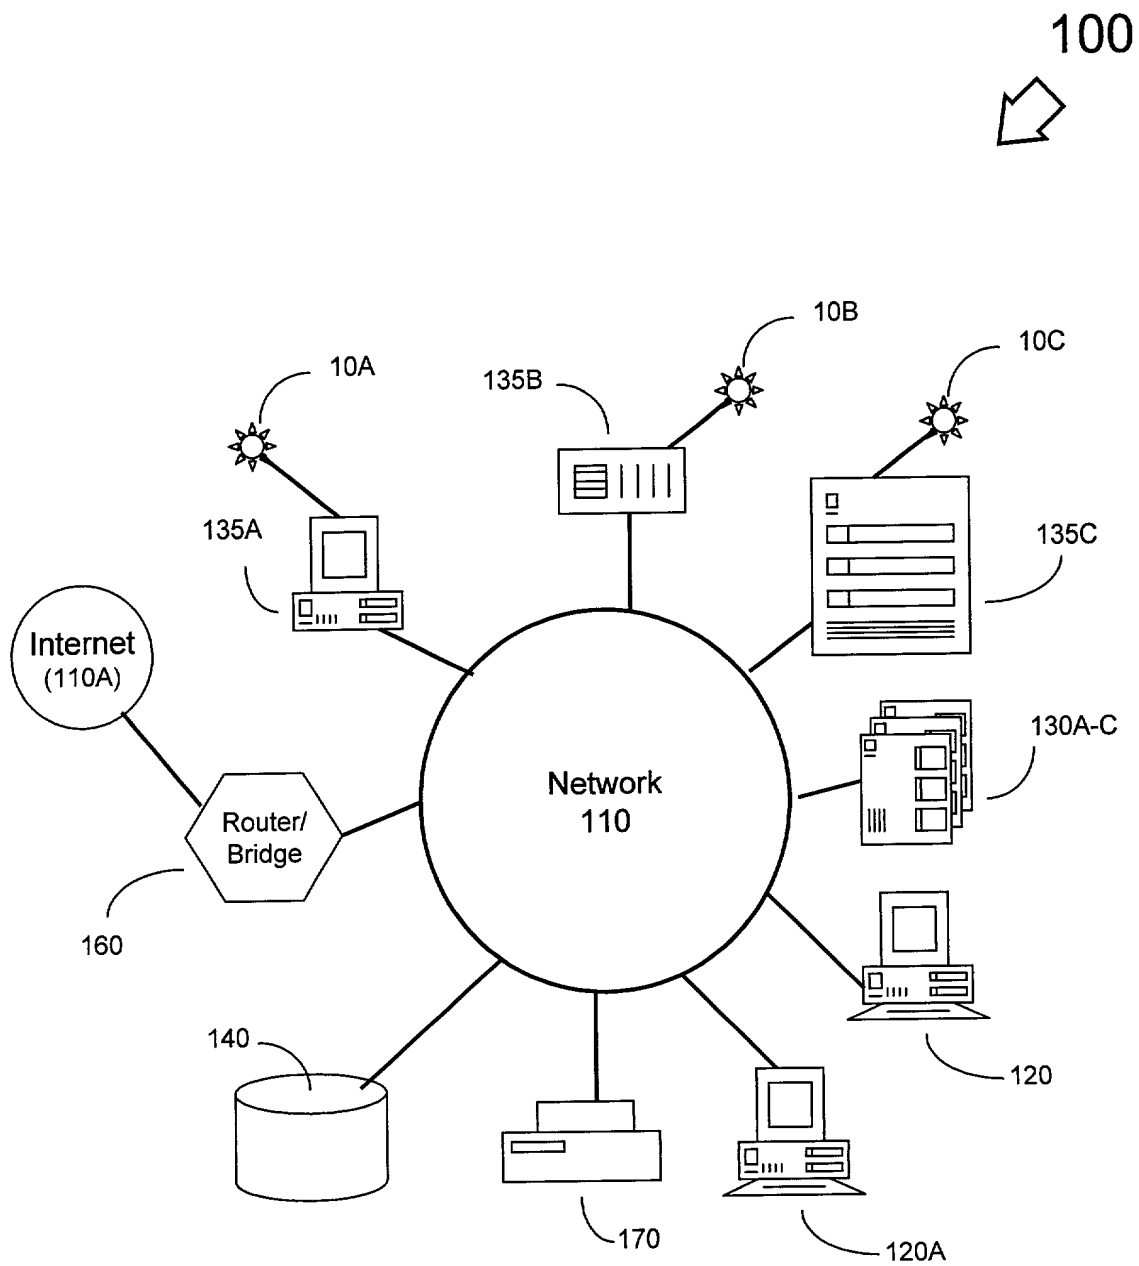 100
10B
10C
10A
135B
135A
135C
Internet
(110A)
130A-C
Network
110
Router/
Bridge
160
140
120
170
120A